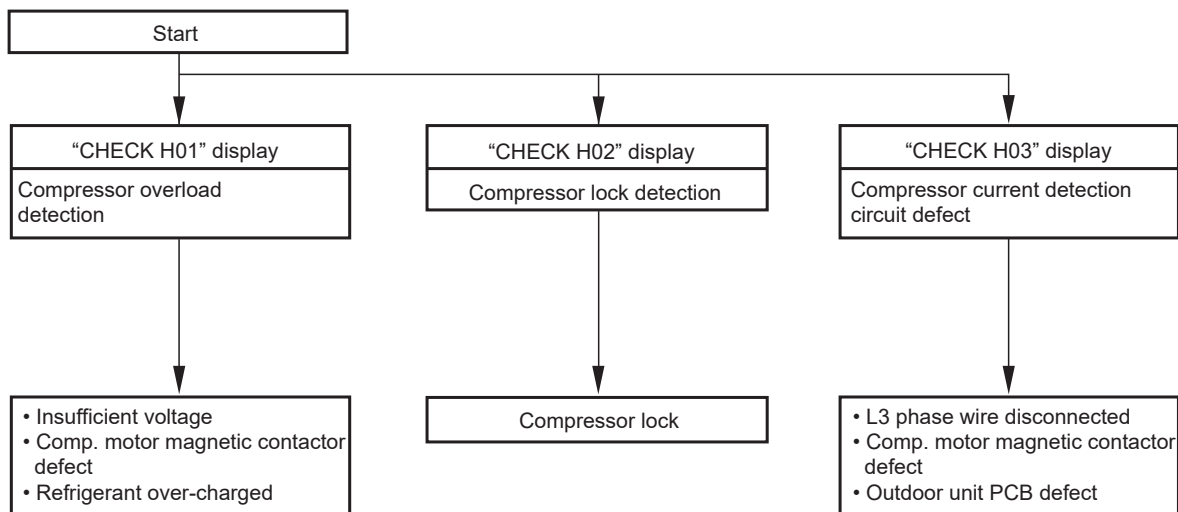 Start
“CHECK H01” display
Compressor overload
detection
“CHECK H02” display
Compressor lock detection
“CHECK H03” display
Compressor current detection
circuit defect
• Insufficient voltage
• Comp. motor magnetic contactor
defect
• Refrigerant over-charged
Compressor lock
• L3 phase wire disconnected
• Comp. motor magnetic contactor
defect
• Outdoor unit PCB defect